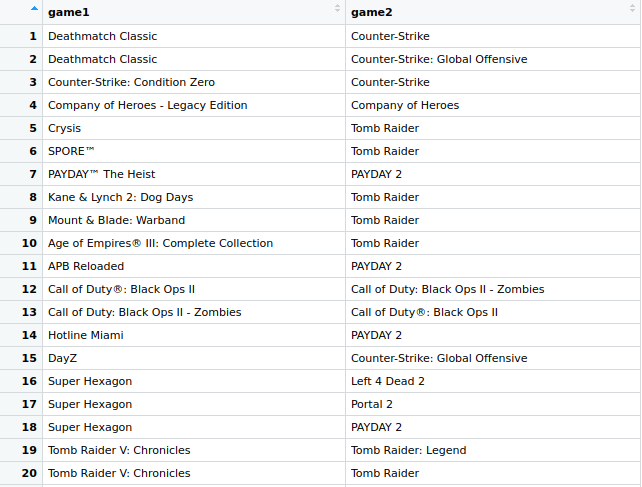 game1 game2
1 Deathmatch Classic Counter-Strike
2 Deathmatch Classic Counter-Strike: Global Offensive
3 Counter-Strike: Condition Zero Counter-Strike
4 Company of Heroes - Legacy Edition Company of Heroes
5 Crysis Tomb Raider
6 SPORE™ Tomb Raider
7 PAYDAY™ The Heist PAYDAY 2
8 Kane & Lynch 2: Dog Days Tomb Raider
9 Mount & Blade: Warband Tomb Raider
10 Age of Empires® III: Complete Collection Tomb Raider
11 APB Reloaded PAYDAY 2
12 Call of Duty®: Black Ops II Call of Duty: Black Ops II - Zombies
13 Call of Duty: Black Ops II - Zombies Call of Duty®: Black Ops II
14 Hotline Miami PAYDAY 2
15 DayZ Counter-Strike: Global Offensive
16 Super Hexagon Left 4 Dead 2
17 Super Hexagon Portal 2
18 Super Hexagon PAYDAY 2
19 Tomb Raider V: Chronicles Tomb Raider: Legend
20 Tomb Raider V: Chronicles Tomb Raider